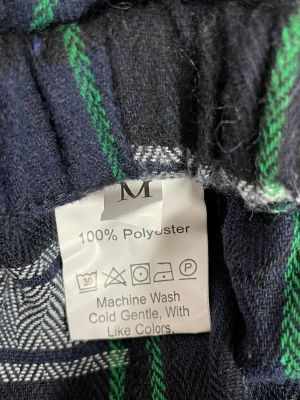 M
100% Polyester
30 P
Machine Wash
Cold Gentle, With
Like Colors,